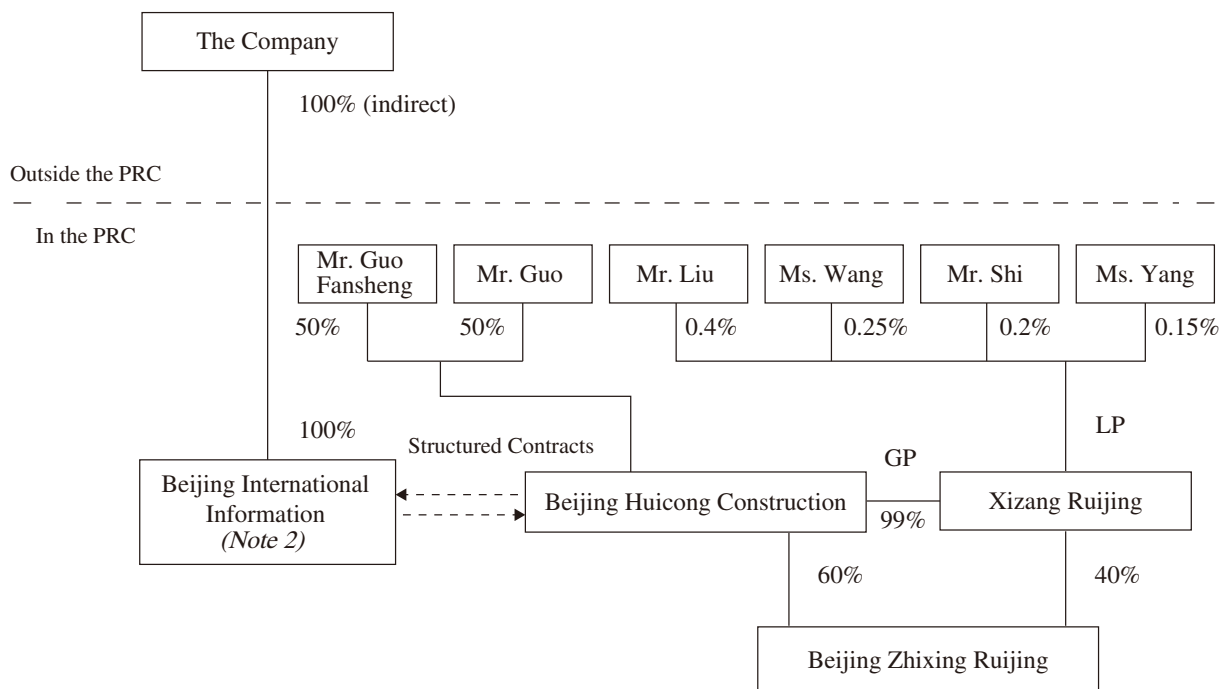 The Company
100% (indirect)
Outside the PRC
In the PRC
Mr. Guo
Fansheng
Mr. Guo
Mr. Liu
Ms. Wang
Mr. Shi
Ms. Yang
50%
50%
0.4%
0.25%
0.2%
0.15%
100%
Structured Contracts
GP
LP
Beijing International
Information
(Note 2)
Beijing Huicong Construction
99%
Xizang Ruijing
60%
40%
Beijing Zhixing Ruijing